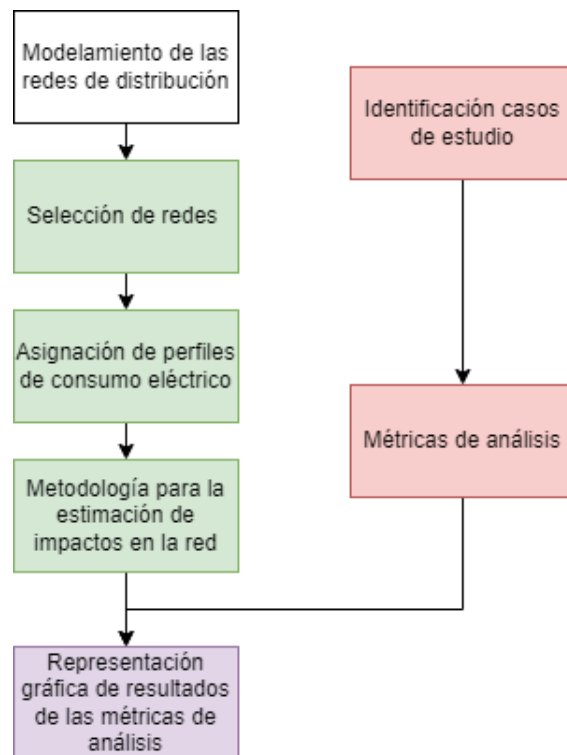 Modelamiento de las
redes de distribución
Identificación casos
de estudio
Selección de redes
Asignación de perfiles
de consumo eléctrico
Métricas de análisis
Metodología para la
estimación de
impactos en la red
Representación
gráfica de resultados
de las métricas de
análisis